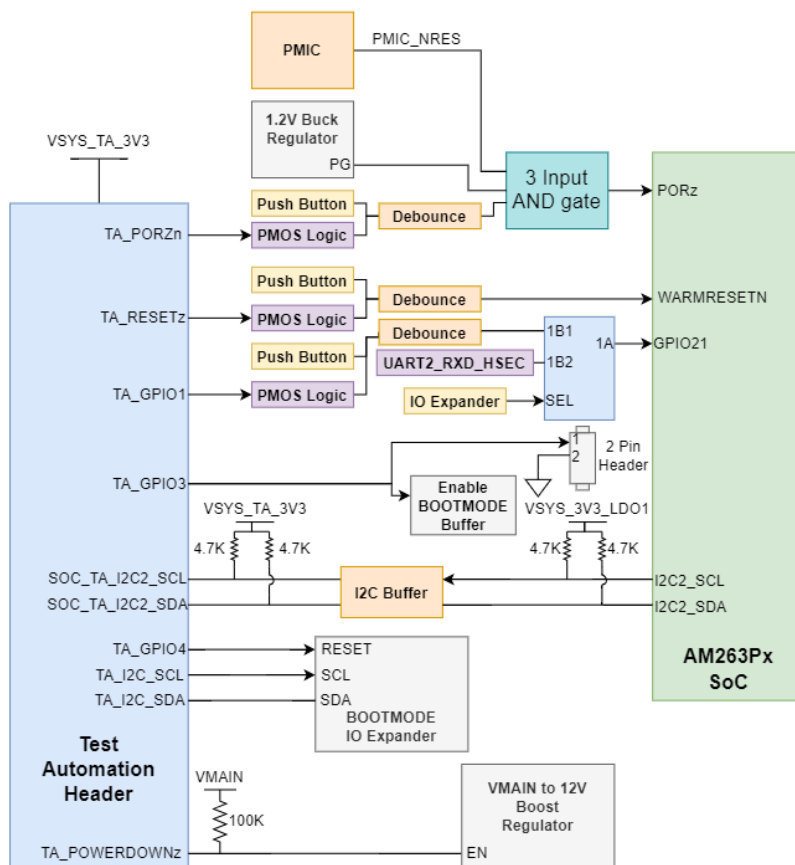 PMIC
PMIC_NRES
1.2V Buck
Regulator
PG
VSYS_TA_3V3
3 Input
AND gate
PORz
Push Button
Debounce
TA_PORZn
PMOS Logic
Push Button
Debounce
WARMRESETN
TA_RESETz
PMOS Logic
Debounce
1B1
1A
GPIO21
Push Button
UART2_RXD_HSEC
1B2
TA_GPIO1
PMOS Logic
IO Expander
SEL
1
2
2 Pin
Header
TA_GPIO3
Enable
BOOTMODE
Buffer
VSYS_TA_3V3
VSYS_3V3_LDO1
4.7K
4.7K
4.7K
4.7K
SOC_TA_I2C2_SCL
I2C Buffer
I2C2_SCL
SOC_TA_I2C2_SDA
I2C2_SDA
TA_GPIO4
RESET
TA_I2C_SCL
SCL
TA_I2C_SDA
SDA
BOOTMODE
IO Expander
AM263Px
SoC
Test
Automation
Header
VMAIN
100K
VMAIN to 12V
Boost
Regulator
TA_POWERDOWNz
EN